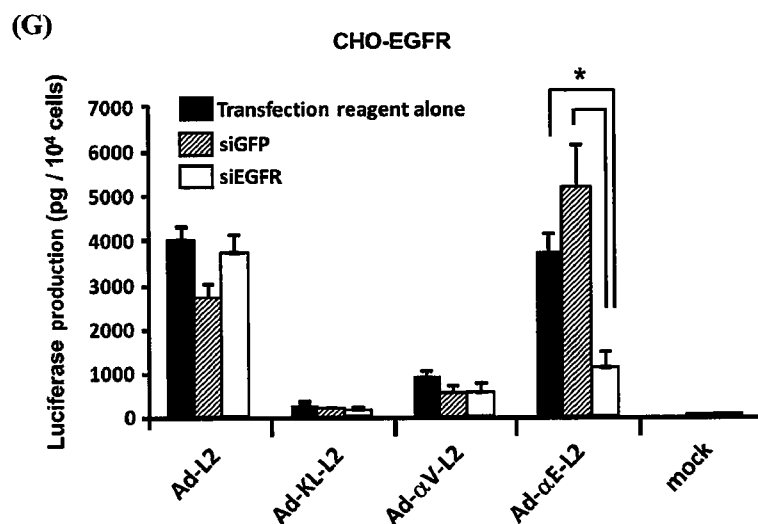 (G)
CHO-EGFR
Luciferase production (pg / 10⁴ cells)
7000
6000
5000
4000
3000
2000
1000
0
Transfection reagent alone
siGFP
siEGFR
*
Ad-L2
Ad-KL-L2
Ad-αV-L2
Ad-αE-L2
mock